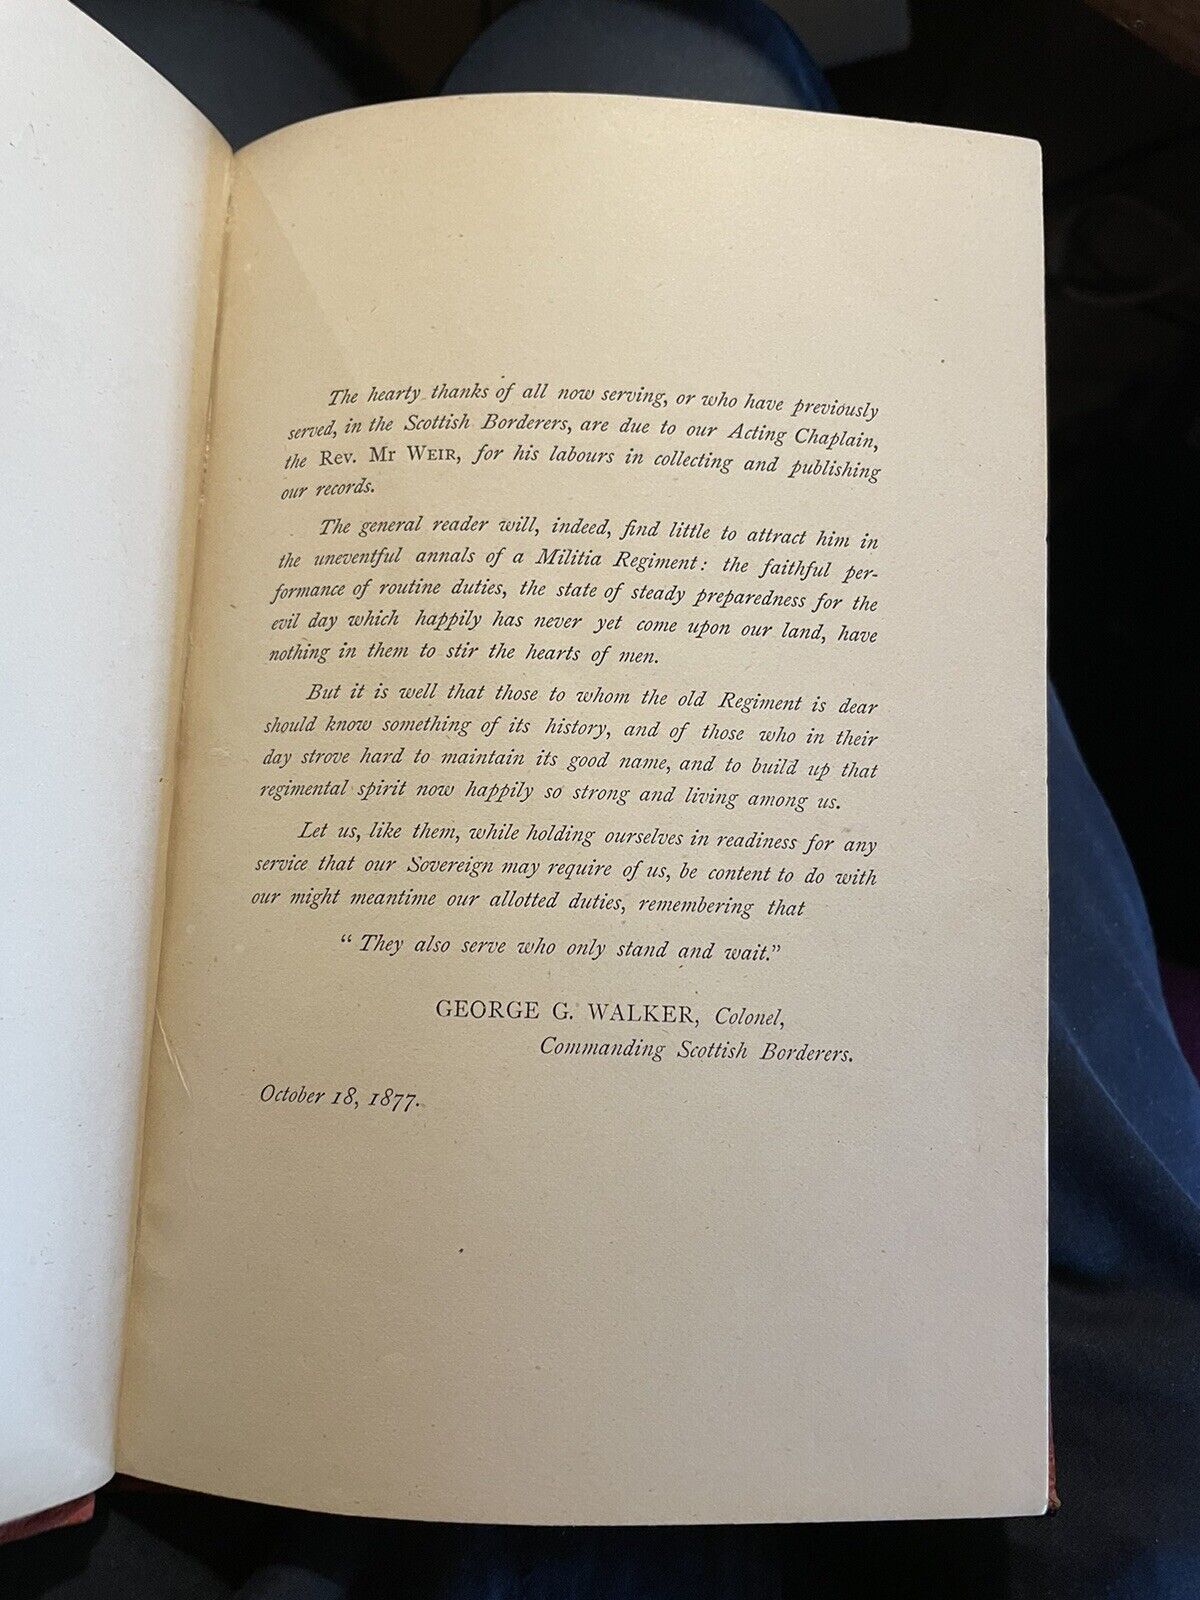 The hearty thanks of all now serving, or who have previously
served, in the Scottish Borderers, are due to our Acting Chaplain,
the Rev. Mr WEIR, for his labours in collecting and publishing
our records.
The general reader will, indeed, find little to attract him in
the uneventful annals of a Militia Regiment: the faithful per-
formance of routine duties, the state of steady preparedness for the
evil day which happily has never yet come upon our land, have
nothing in them to stir the hearts of men.
But it is well that those to whom the old Regiment is dear
should know something of its history, and of those who in their
day strove hard to maintain its good name, and to build up that
regimental spirit now happily so strong and living among us.
Let us, like them, while holding ourselves in readiness for any
service that our Sovereign may require of us, be content to do with
our might meantime our allotted duties, remembering that
"They also serve who only stand and wait."
GEORGE G. WALKER, Colonel,
Commanding Scottish Borderers.
October 18, 1877.